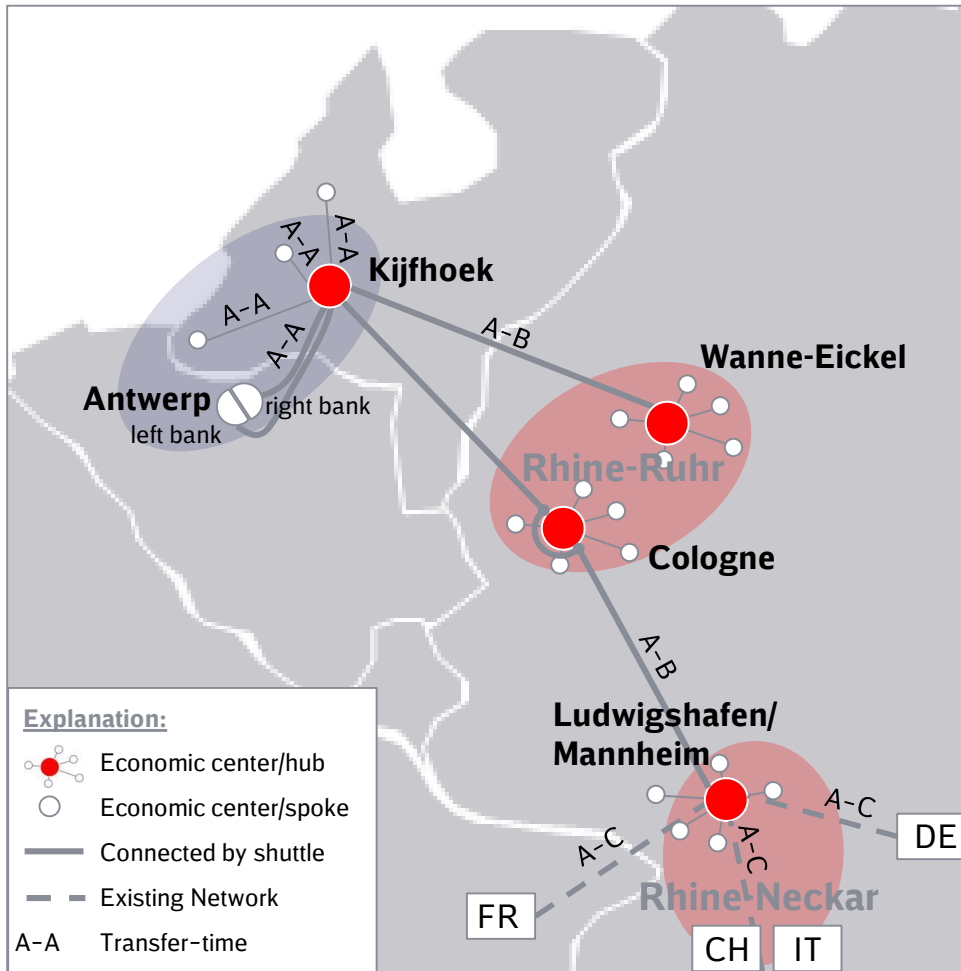 A-A
A-A
Kijfhoek
A-A
A-A
A-B
Wanne-Eickel
Antwerp
right bank
left bank
Rhine-Ruhr
Cologne
A-B
Ludwigshafen/
Mannheim
A-C
A-C
A-C
DE
FR
Rhine-Neckar
CH
IT
Explanation:
Economic center/hub
Economic center/spoke
Connected by shuttle
Existing Network
A-A Transfer-time